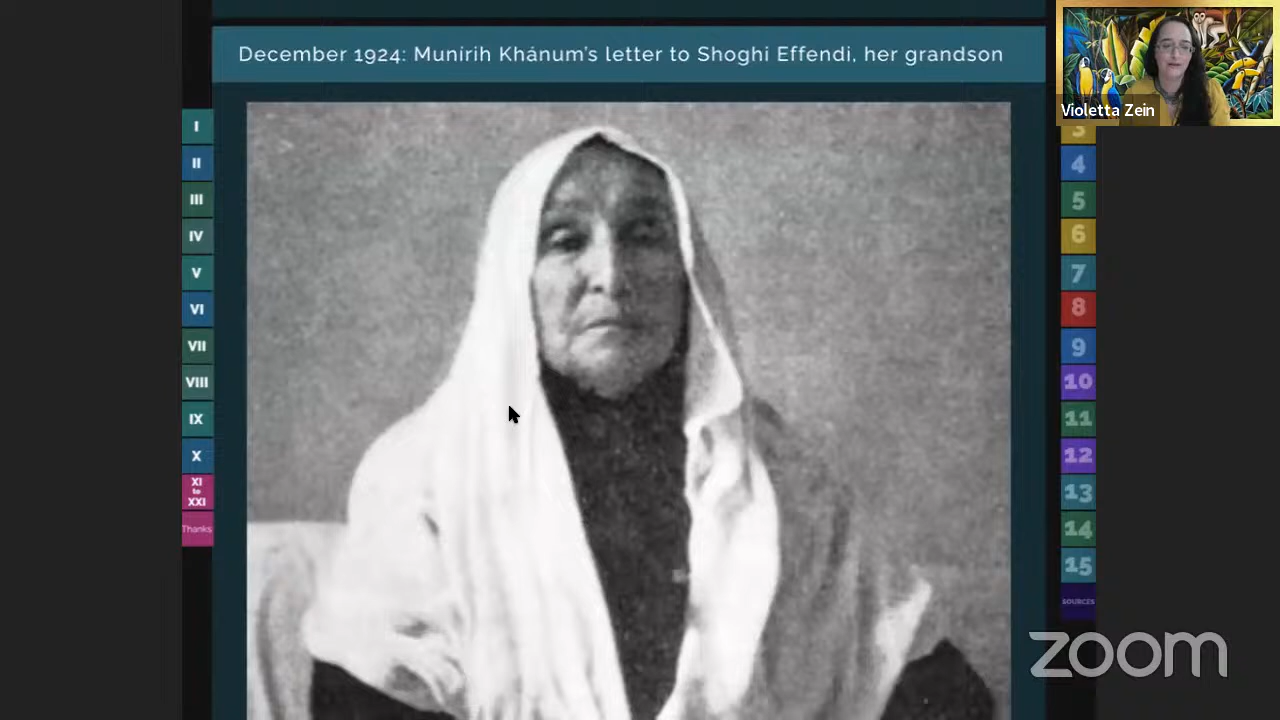 December 1924: Munírih Khánum's letter to Shoghi Effendi, her grandson
Violetta Zein
I
II
III
IV
V
VI
VII
VIII
IX
X
XI
to
XXI
Thanks
3
4
5
6
7
8
9
10
11
12
13
14
15
SOURCES
zoom